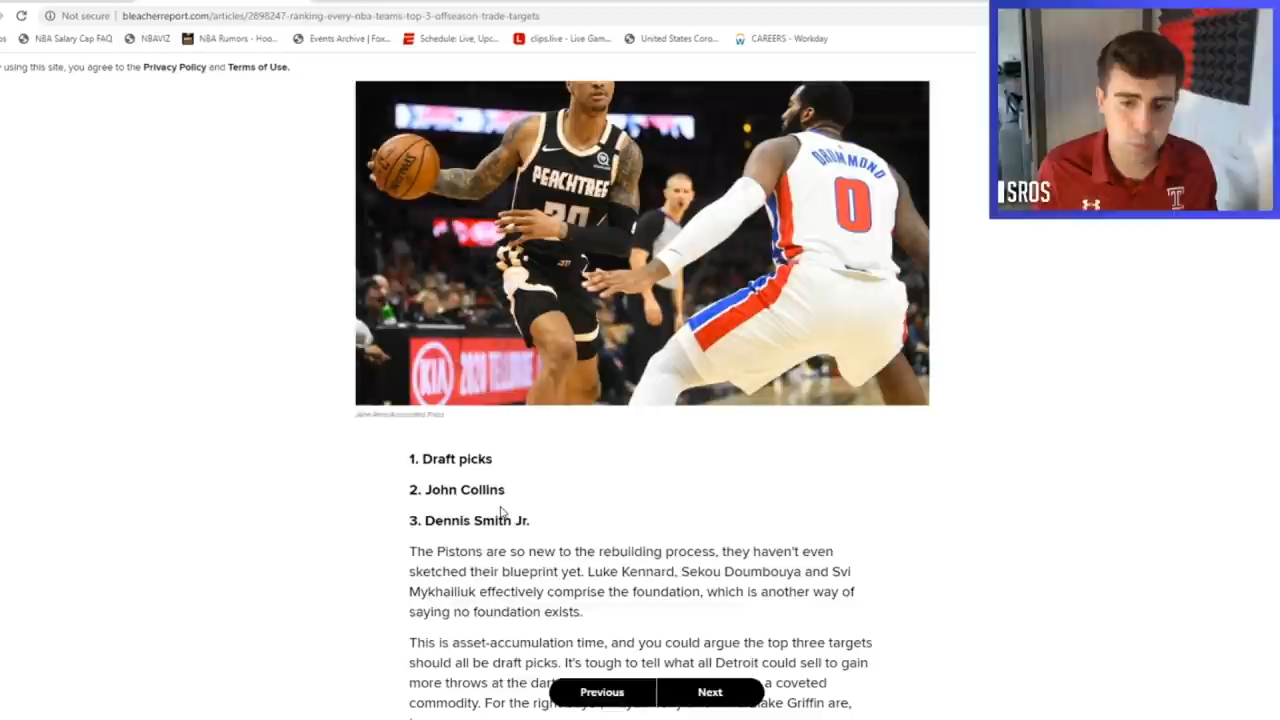 Not secure | bleacherreport.com/articles/2898247-ranking-every-nba-teams-top-3-offseason-trade-targets
NBA Salary Cap FAQ
NBAVIZ
NBA Rumors - Hoo...
Events Archive | Fox...
Schedule: Live, Upc...
clips.live - Live Gam...
United States Coro...
CAREERS - Workday
using this site, you agree to the Privacy Policy and Terms of Use.
PEACHTREE
DRUMMOND
0
KIA
SROS
T
1. Draft picks
2. John Collins
3. Dennis Smith Jr.
The Pistons are so new to the rebuilding process, they haven't even
sketched their blueprint yet. Luke Kennard, Sekou Doumbouya and Svi
Mykhailiuk effectively comprise the foundation, which is another way of
saying no foundation exists.
This is asset-accumulation time, and you could argue the top three targets
should all be draft picks. It's tough to tell what all Detroit could sell to gain
more throws at the dart a coveted
commodity. For the righ lake Griffin are,
Previous
Next